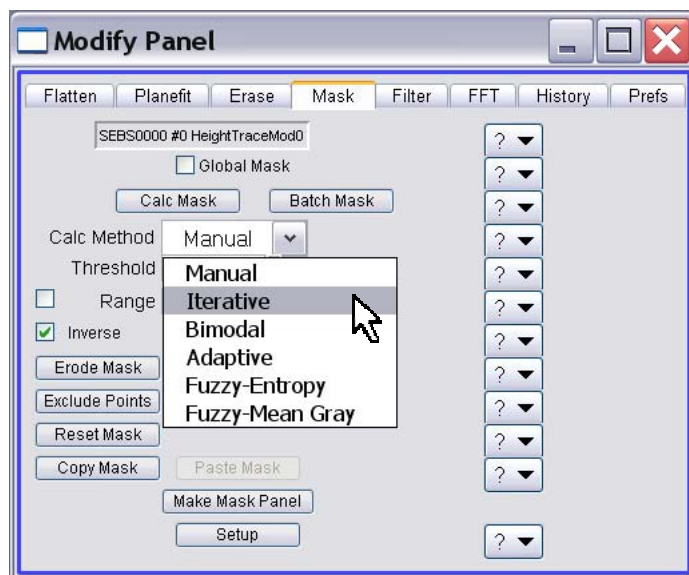 Modify Panel
Flatten Planefit Erase Mask Filter FFT History Prefs
SEBS0000 #0 HeightTraceMod0
?
Global Mask
?
Calc Mask Batch Mask
?
Calc Method Manual
?
Threshold
?
Manual
Range
Iterative
?
Inverse
Bimodal
?
Adaptive
Erode Mask
?
Fuzzy-Entropy
Exclude Points
?
Fuzzy-Mean Gray
Reset Mask
?
Copy Mask Paste Mask
?
Make Mask Panel
Setup
?